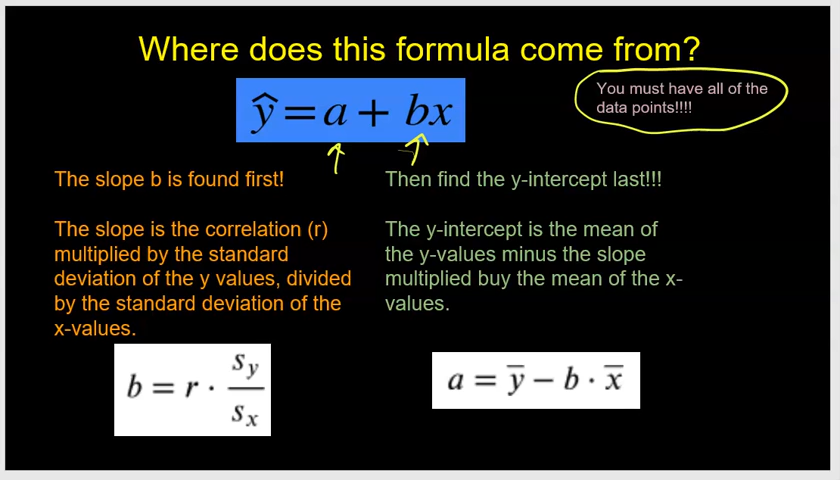 Where does this formula come from?
ŷ = a + bx
You must have all of the
data points!!!!
The slope b is found first!
The slope is the correlation (r)
multiplied by the standard
deviation of the y values, divided
by the standard deviation of the
x-values.
b = r · s_y / s_x
Then find the y-intercept last!!!
The y-intercept is the mean of
the y-values minus the slope
multiplied buy the mean of the x-
values.
a = y̅ − b · x̅